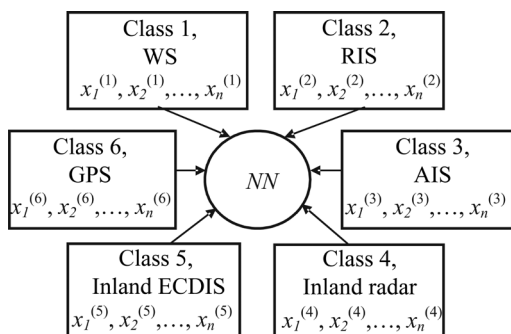 Class 1,
WS
x₁⁽¹⁾, x₂⁽¹⁾,…, xₙ⁽¹⁾
Class 2,
RIS
x₁⁽²⁾, x₂⁽²⁾,…, xₙ⁽²⁾
Class 6,
GPS
x₁⁽⁶⁾, x₂⁽⁶⁾,…, xₙ⁽⁶⁾
NN
Class 3,
AIS
x₁⁽³⁾, x₂⁽³⁾,…, xₙ⁽³⁾
Class 5,
Inland ECDIS
x₁⁽⁵⁾, x₂⁽⁵⁾,…, xₙ⁽⁵⁾
Class 4,
Inland radar
x₁⁽⁴⁾, x₂⁽⁴⁾,…, xₙ⁽⁴⁾